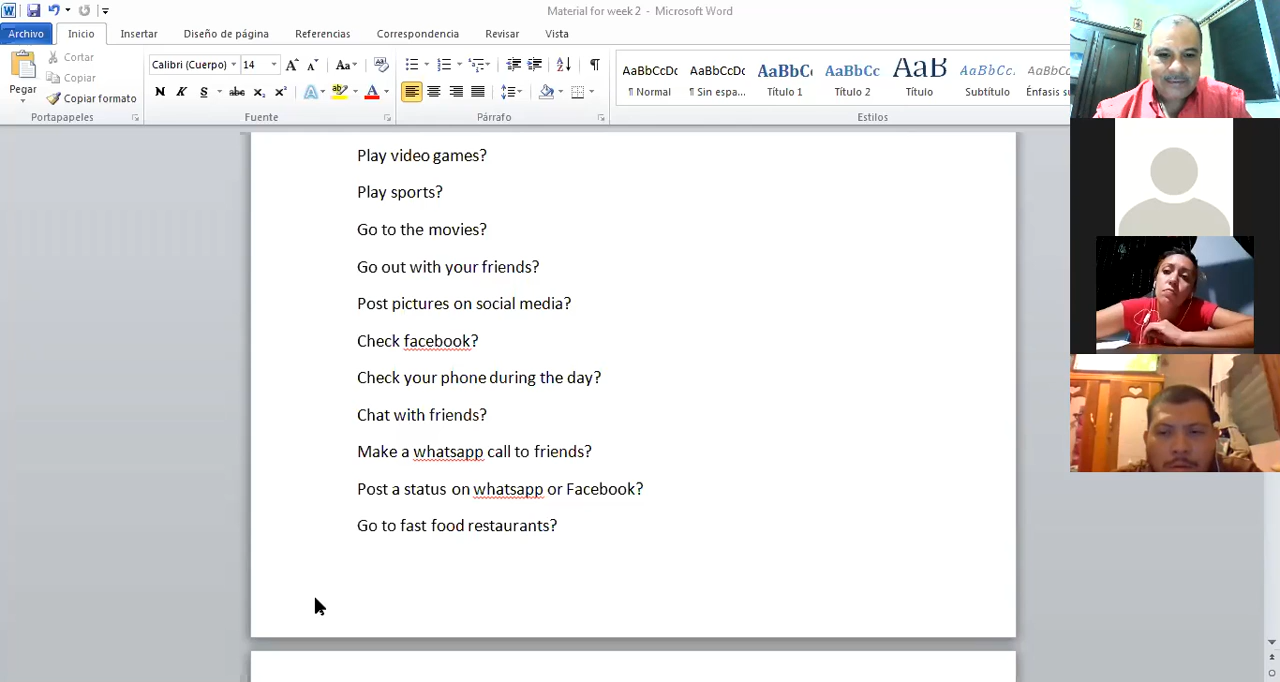 Material for week 2 - Microsoft Word
Archivo Inicio Insertar Diseño de página Referencias Correspondencia Revisar Vista
Pegar
Cortar
Copiar
Copiar formato
Portapapeles
Calibri (Cuerpo) 14
N K S abc x₂ x² A A
Fuente
Párrafo
AaBbCcDc AaBbCcDc AaBbC( AaBbCc AaB AaBbCc.
¶ Normal ¶ Sin espa... Título 1 Título 2 Título Subtítulo Énfasis
Estilos
Play video games?
Play sports?
Go to the movies?
Go out with your friends?
Post pictures on social media?
Check facebook?
Check your phone during the day?
Chat with friends?
Make a whatsapp call to friends?
Post a status on whatsapp or Facebook?
Go to fast food restaurants?